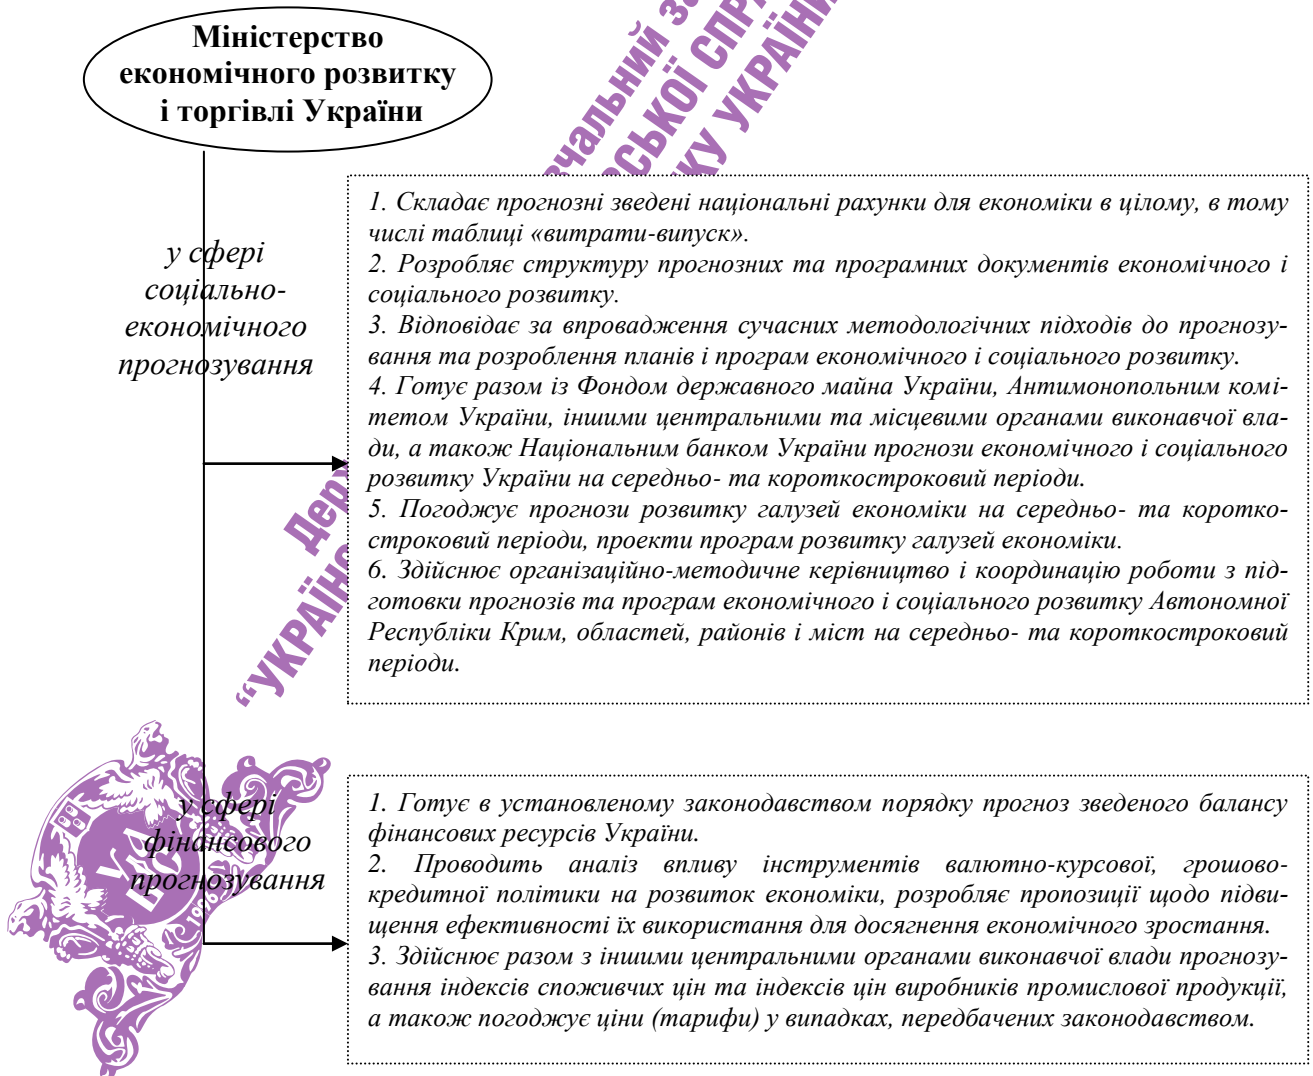 Міністерство
економічного розвитку
і торгівлі України
у сфері
соціально-
економічного
прогнозування
1. Складає прогнозні зведені національні рахунки для економіки в цілому, в тому
числі таблиці «витрати-випуск».
2. Розробляє структуру прогнозних та програмних документів економічного і
соціального розвитку.
3. Відповідає за впровадження сучасних методологічних підходів до прогнозу-
вання та розроблення планів і програм економічного і соціального розвитку.
4. Готує разом із Фондом державного майна України, Антимонопольним комі-
тетом України, іншими центральними та місцевими органами виконавчої вла-
ди, а також Національним банком України прогнози економічного і соціального
розвитку України на середньо- та короткостроковий періоди.
5. Погоджує прогнози розвитку галузей економіки на середньо- та коротко-
строковий періоди, проекти програм розвитку галузей економіки.
6. Здійснює організаційно-методичне керівництво і координацію роботи з під-
готовки прогнозів та програм економічного і соціального розвитку Автономної
Республіки Крим, областей, районів і міст на середньо- та короткостроковий
періоди.
у сфері
фінансового
прогнозування
1. Готує в установленому законодавством порядку прогноз зведеного балансу
фінансових ресурсів України.
2. Проводить аналіз впливу інструментів валютно-курсової, грошово-
кредитної політики на розвиток економіки, розробляє пропозиції щодо підви-
щення ефективності їх використання для досягнення економічного зростання.
3. Здійснює разом з іншими центральними органами виконавчої влади прогнозу-
вання індексів споживчих цін та індексів цін виробників промислової продукції,
а також погоджує ціни (тарифи) у випадках, передбачених законодавством.